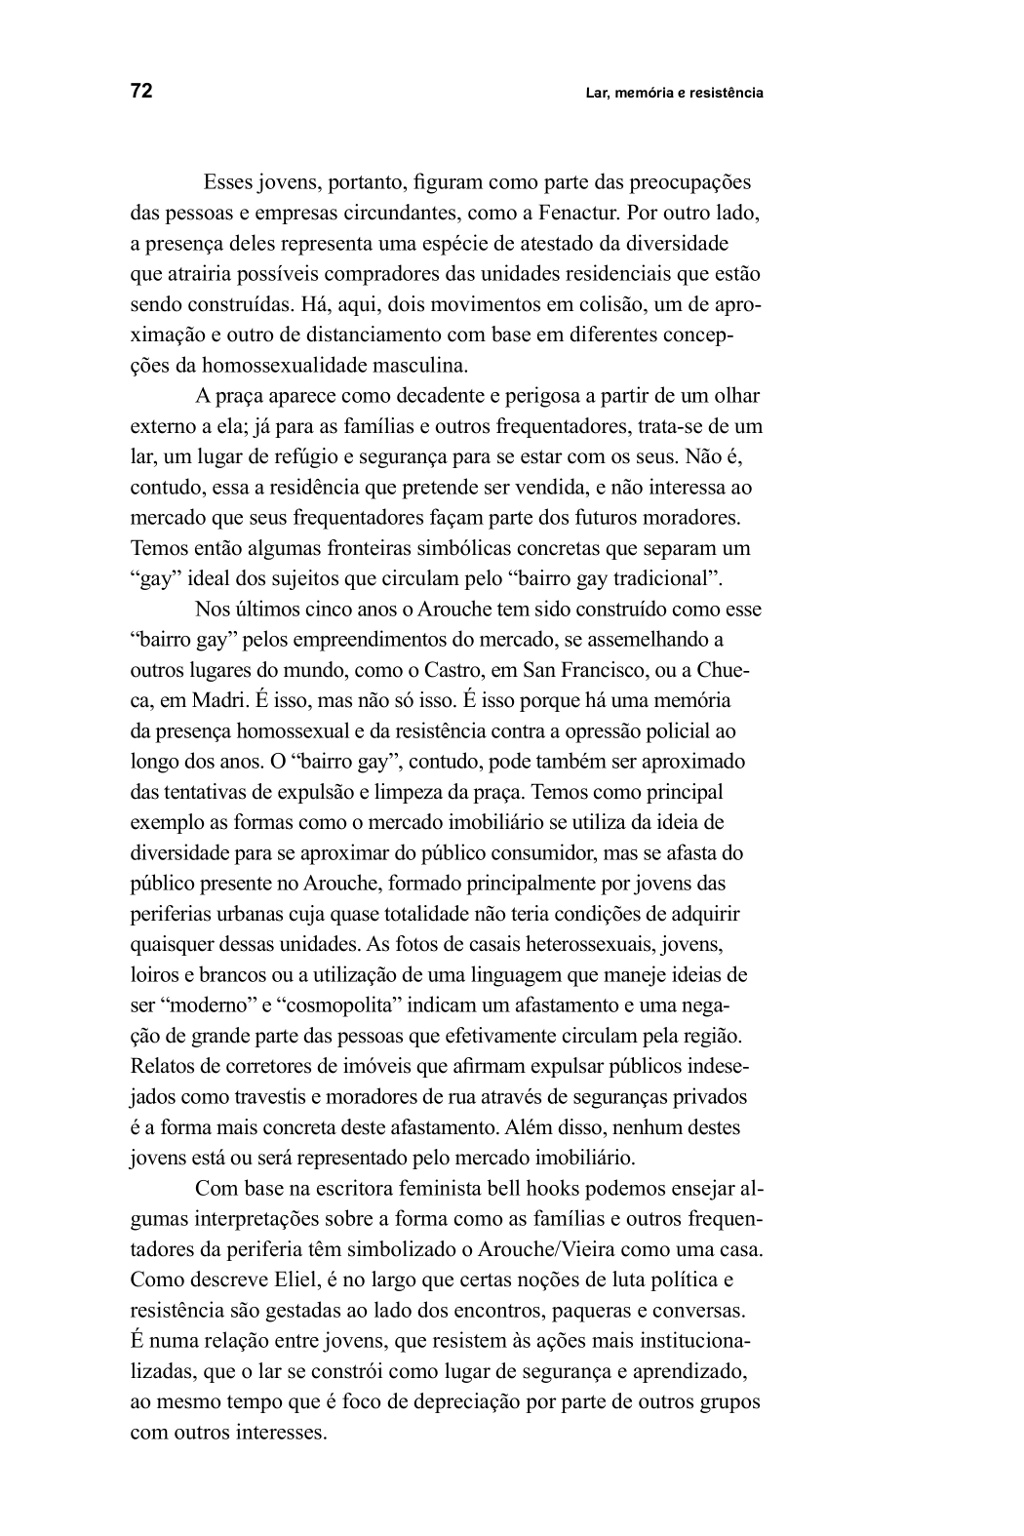 72
Lar, memória e resistência
Esses jovens, portanto, figuram como parte das preocupações
das pessoas e empresas circundantes, como a Fenactur. Por outro lado,
a presença deles representa uma espécie de atestado da diversidade
que atrairia possíveis compradores das unidades residenciais que estão
sendo construídas. Há, aqui, dois movimentos em colisão, um de apro-
ximação e outro de distanciamento com base em diferentes concep-
ções da homossexualidade masculina.
A praça aparece como decadente e perigosa a partir de um olhar
externo a ela; já para as famílias e outros frequentadores, trata-se de um
lar, um lugar de refúgio e segurança para se estar com os seus. Não é,
contudo, essa a residência que pretende ser vendida, e não interessa ao
mercado que seus frequentadores façam parte dos futuros moradores.
Temos então algumas fronteiras simbólicas concretas que separam um
“gay” ideal dos sujeitos que circulam pelo “bairro gay tradicional”.
Nos últimos cinco anos o Arouche tem sido construído como esse
“bairro gay” pelos empreendimentos do mercado, se assemelhando a
outros lugares do mundo, como o Castro, em San Francisco, ou a Chue-
ca, em Madri. É isso, mas não só isso. É isso porque há uma memória
da presença homossexual e da resistência contra a opressão policial ao
longo dos anos. O “bairro gay”, contudo, pode também ser aproximado
das tentativas de expulsão e limpeza da praça. Temos como principal
exemplo as formas como o mercado imobiliário se utiliza da ideia de
diversidade para se aproximar do público consumidor, mas se afasta do
público presente no Arouche, formado principalmente por jovens das
periferias urbanas cuja quase totalidade não teria condições de adquirir
quaisquer dessas unidades. As fotos de casais heterossexuais, jovens,
loiros e brancos ou a utilização de uma linguagem que maneje ideias de
ser “moderno” e “cosmopolita” indicam um afastamento e uma nega-
ção de grande parte das pessoas que efetivamente circulam pela região.
Relatos de corretores de imóveis que afirmam expulsar públicos indese-
jados como travestis e moradores de rua através de seguranças privados
é a forma mais concreta deste afastamento. Além disso, nenhum destes
jovens está ou será representado pelo mercado imobiliário.
Com base na escritora feminista bell hooks podemos ensejar al-
gumas interpretações sobre a forma como as famílias e outros frequen-
tadores da periferia têm simbolizado o Arouche/Vieira como uma casa.
Como descreve Eliel, é no largo que certas noções de luta política e
resistência são gestadas ao lado dos encontros, paqueras e conversas.
É numa relação entre jovens, que resistem às ações mais instituciona-
lizadas, que o lar se constrói como lugar de segurança e aprendizado,
ao mesmo tempo que é foco de depreciação por parte de outros grupos
com outros interesses.